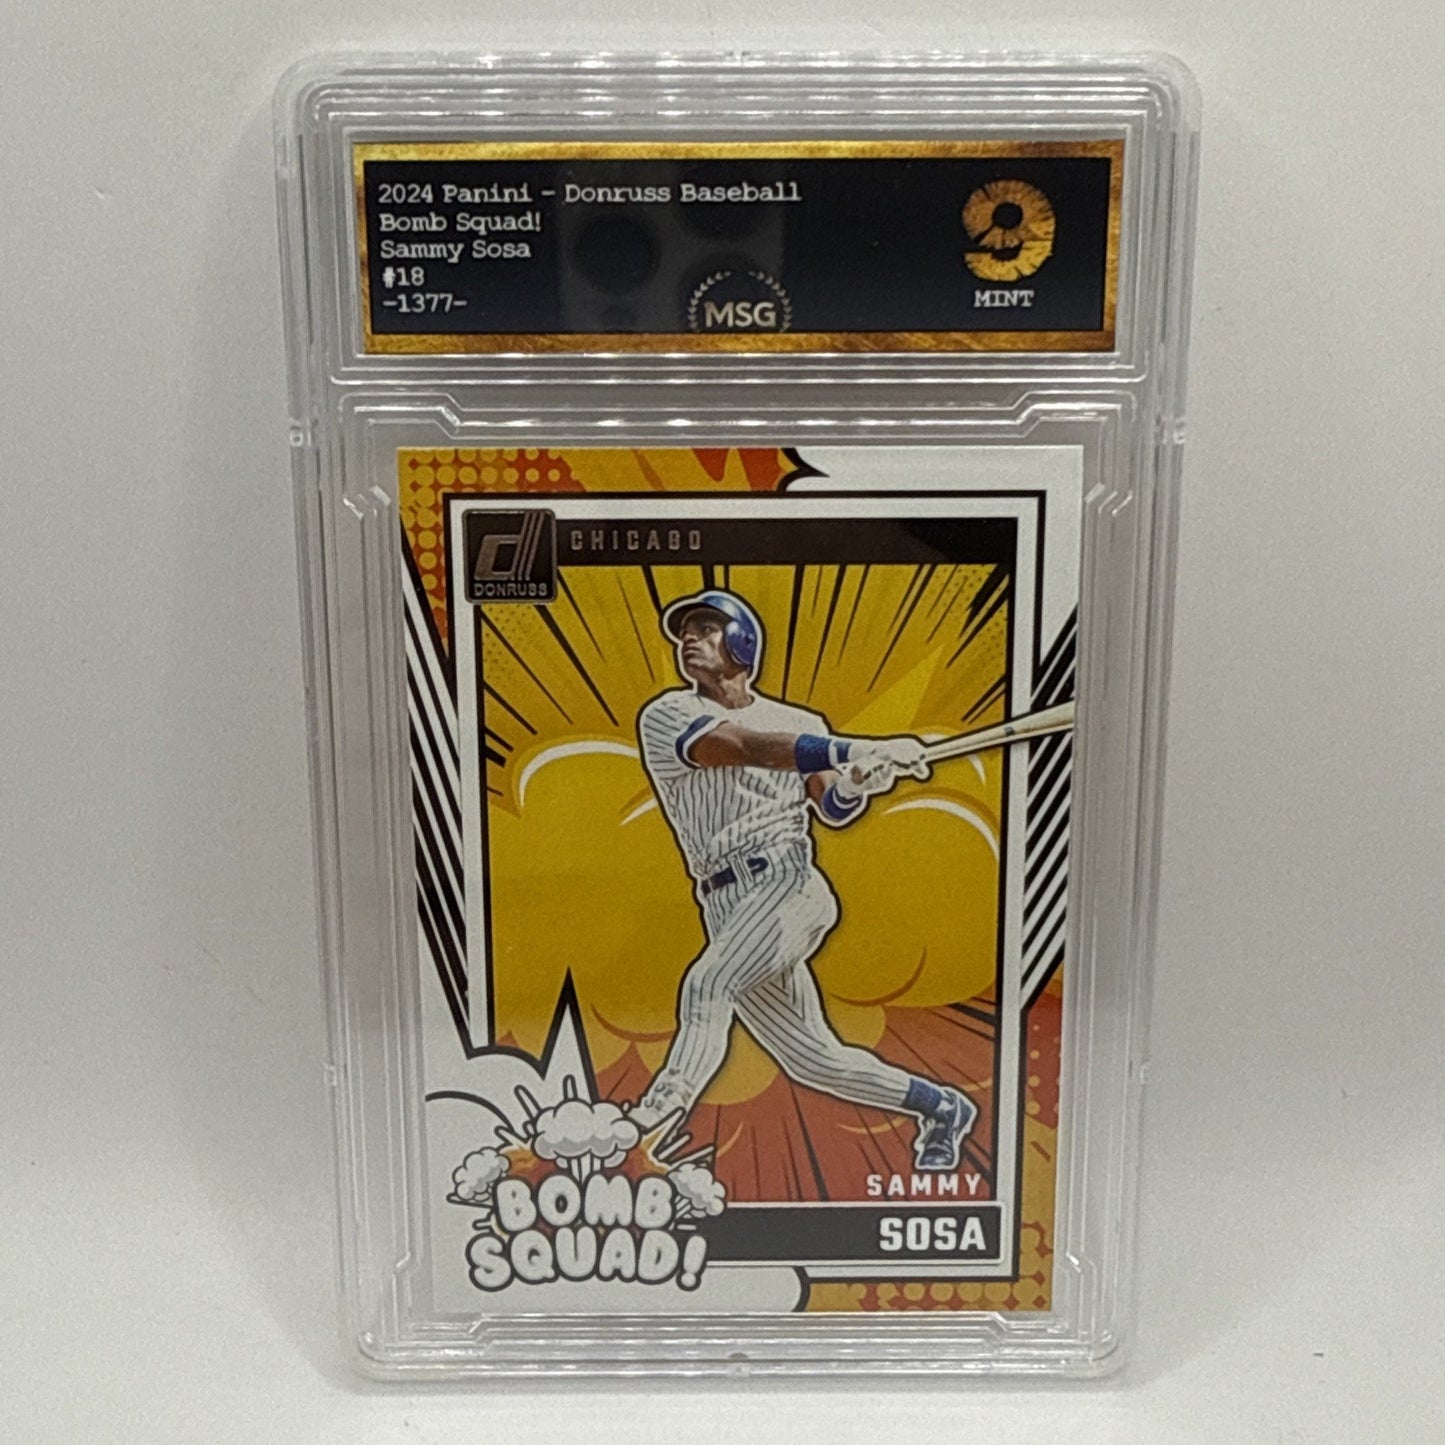 2024 Panini - Donruss Baseball
Bomb Squad!
Sammy Sosa
#18
-1377-
MSG
9
MINT
DONRUSS
CHICAGO
BOMB
SQUAD!
SAMMY
SOSA